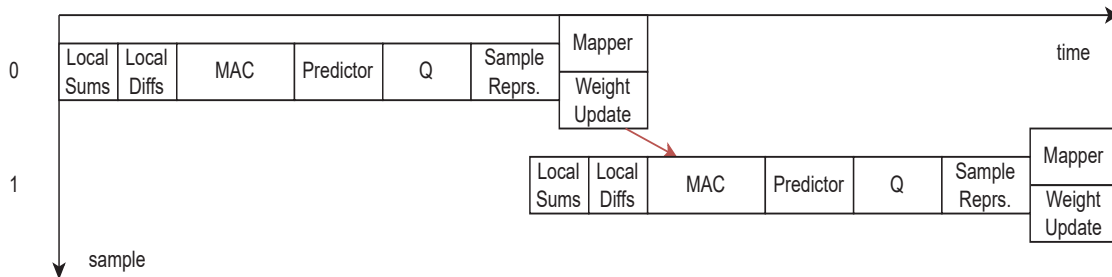 time
0
Local
Sums
Local
Diffs
MAC
Predictor
Q
Sample
Reprs.
Mapper
Weight
Update
1
Local
Sums
Local
Diffs
MAC
Predictor
Q
Sample
Reprs.
Mapper
Weight
Update
sample